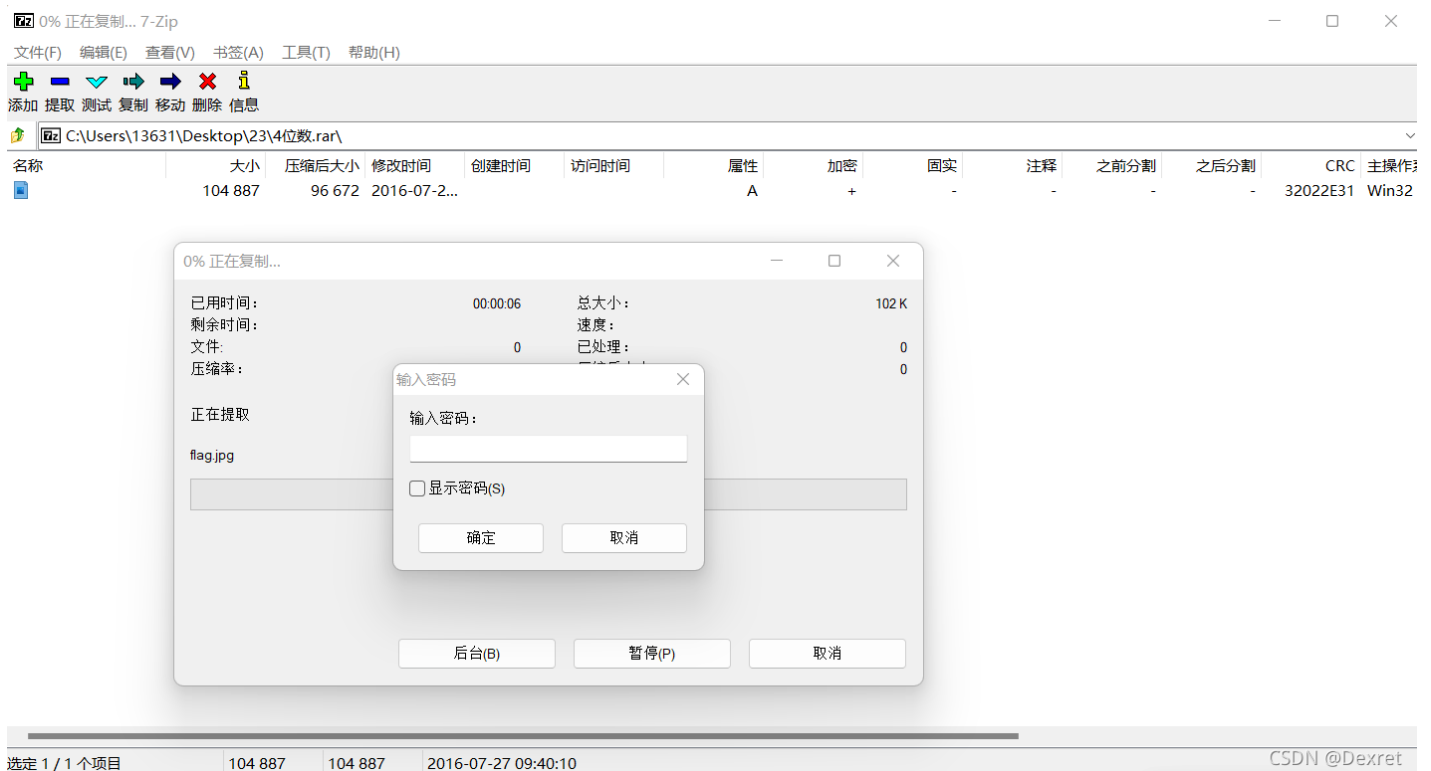 0% 正在复制... 7-Zip
文件(F) 编辑(E) 查看(V) 书签(A) 工具(T) 帮助(H)
添加 提取 测试 复制 移动 删除 信息
C:\Users\13631\Desktop\23\4位数.rar\
名称 大小 压缩后大小 修改时间 创建时间 访问时间 属性 加密 固实 注释 之前分割 之后分割 CRC 主操作
104 887 96 672 2016-07-2... A + - - - - 32022E31 Win32
0% 正在复制...
已用时间： 00:00:06 总大小： 102 K
剩余时间： 速度：
文件: 0 已处理： 0
压缩率： 0
输入密码
正在提取
输入密码：
flag.jpg
显示密码(S)
确定 取消
后台(B) 暂停(P) 取消
选定 1 / 1 个项目 104 887 104 887 2016-07-27 09:40:10
CSDN @Dexret